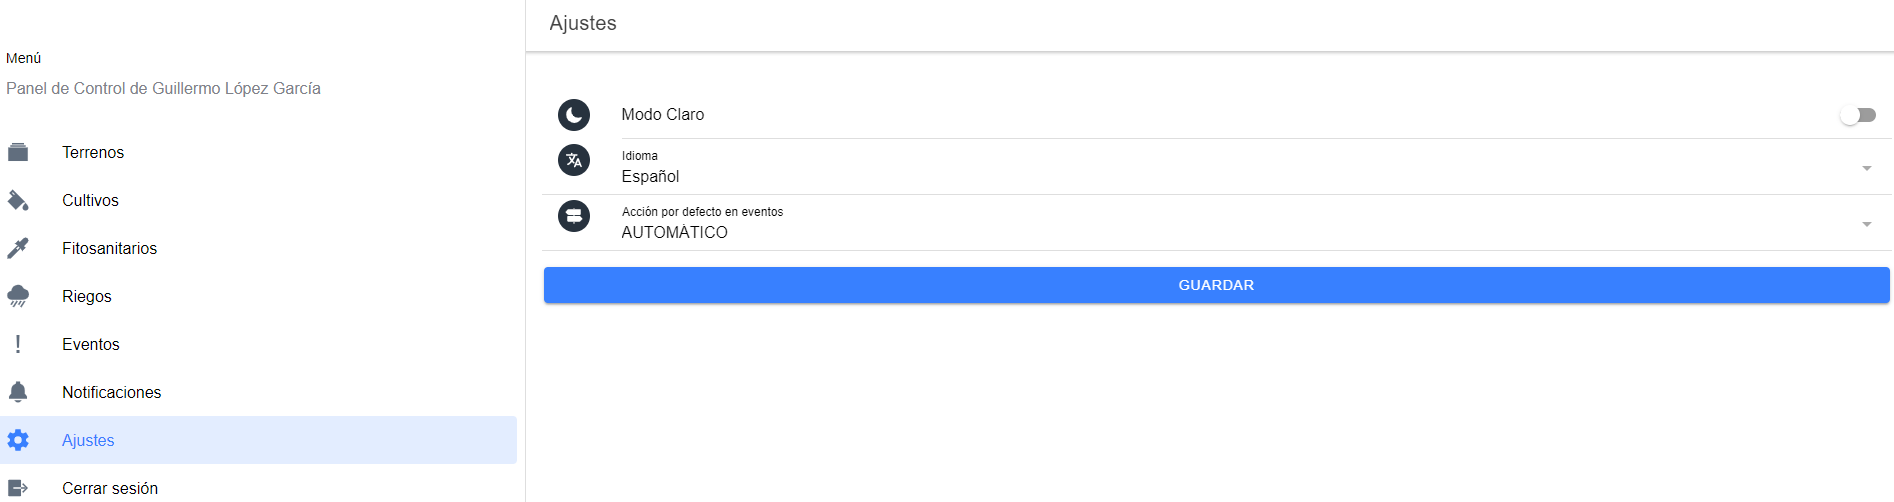 Menú
Panel de Control de Guillermo López García
Terrenos
Cultivos
Fitosanitarios
Riegos
Eventos
Notificaciones
Ajustes
Cerrar sesión
Ajustes
Modo Claro
Idioma
Español
Acción por defecto en eventos
AUTOMÁTICO
GUARDAR